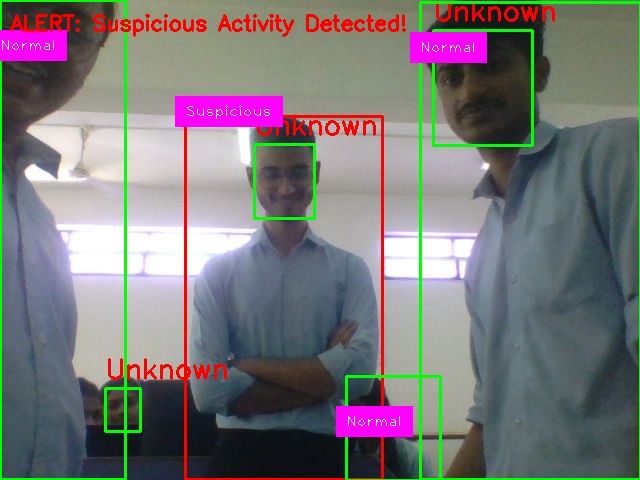 ALERT: Suspicious Activity Detected!
Unknown
Normal
Normal
Suspicious
Unknown
Unknown
Normal